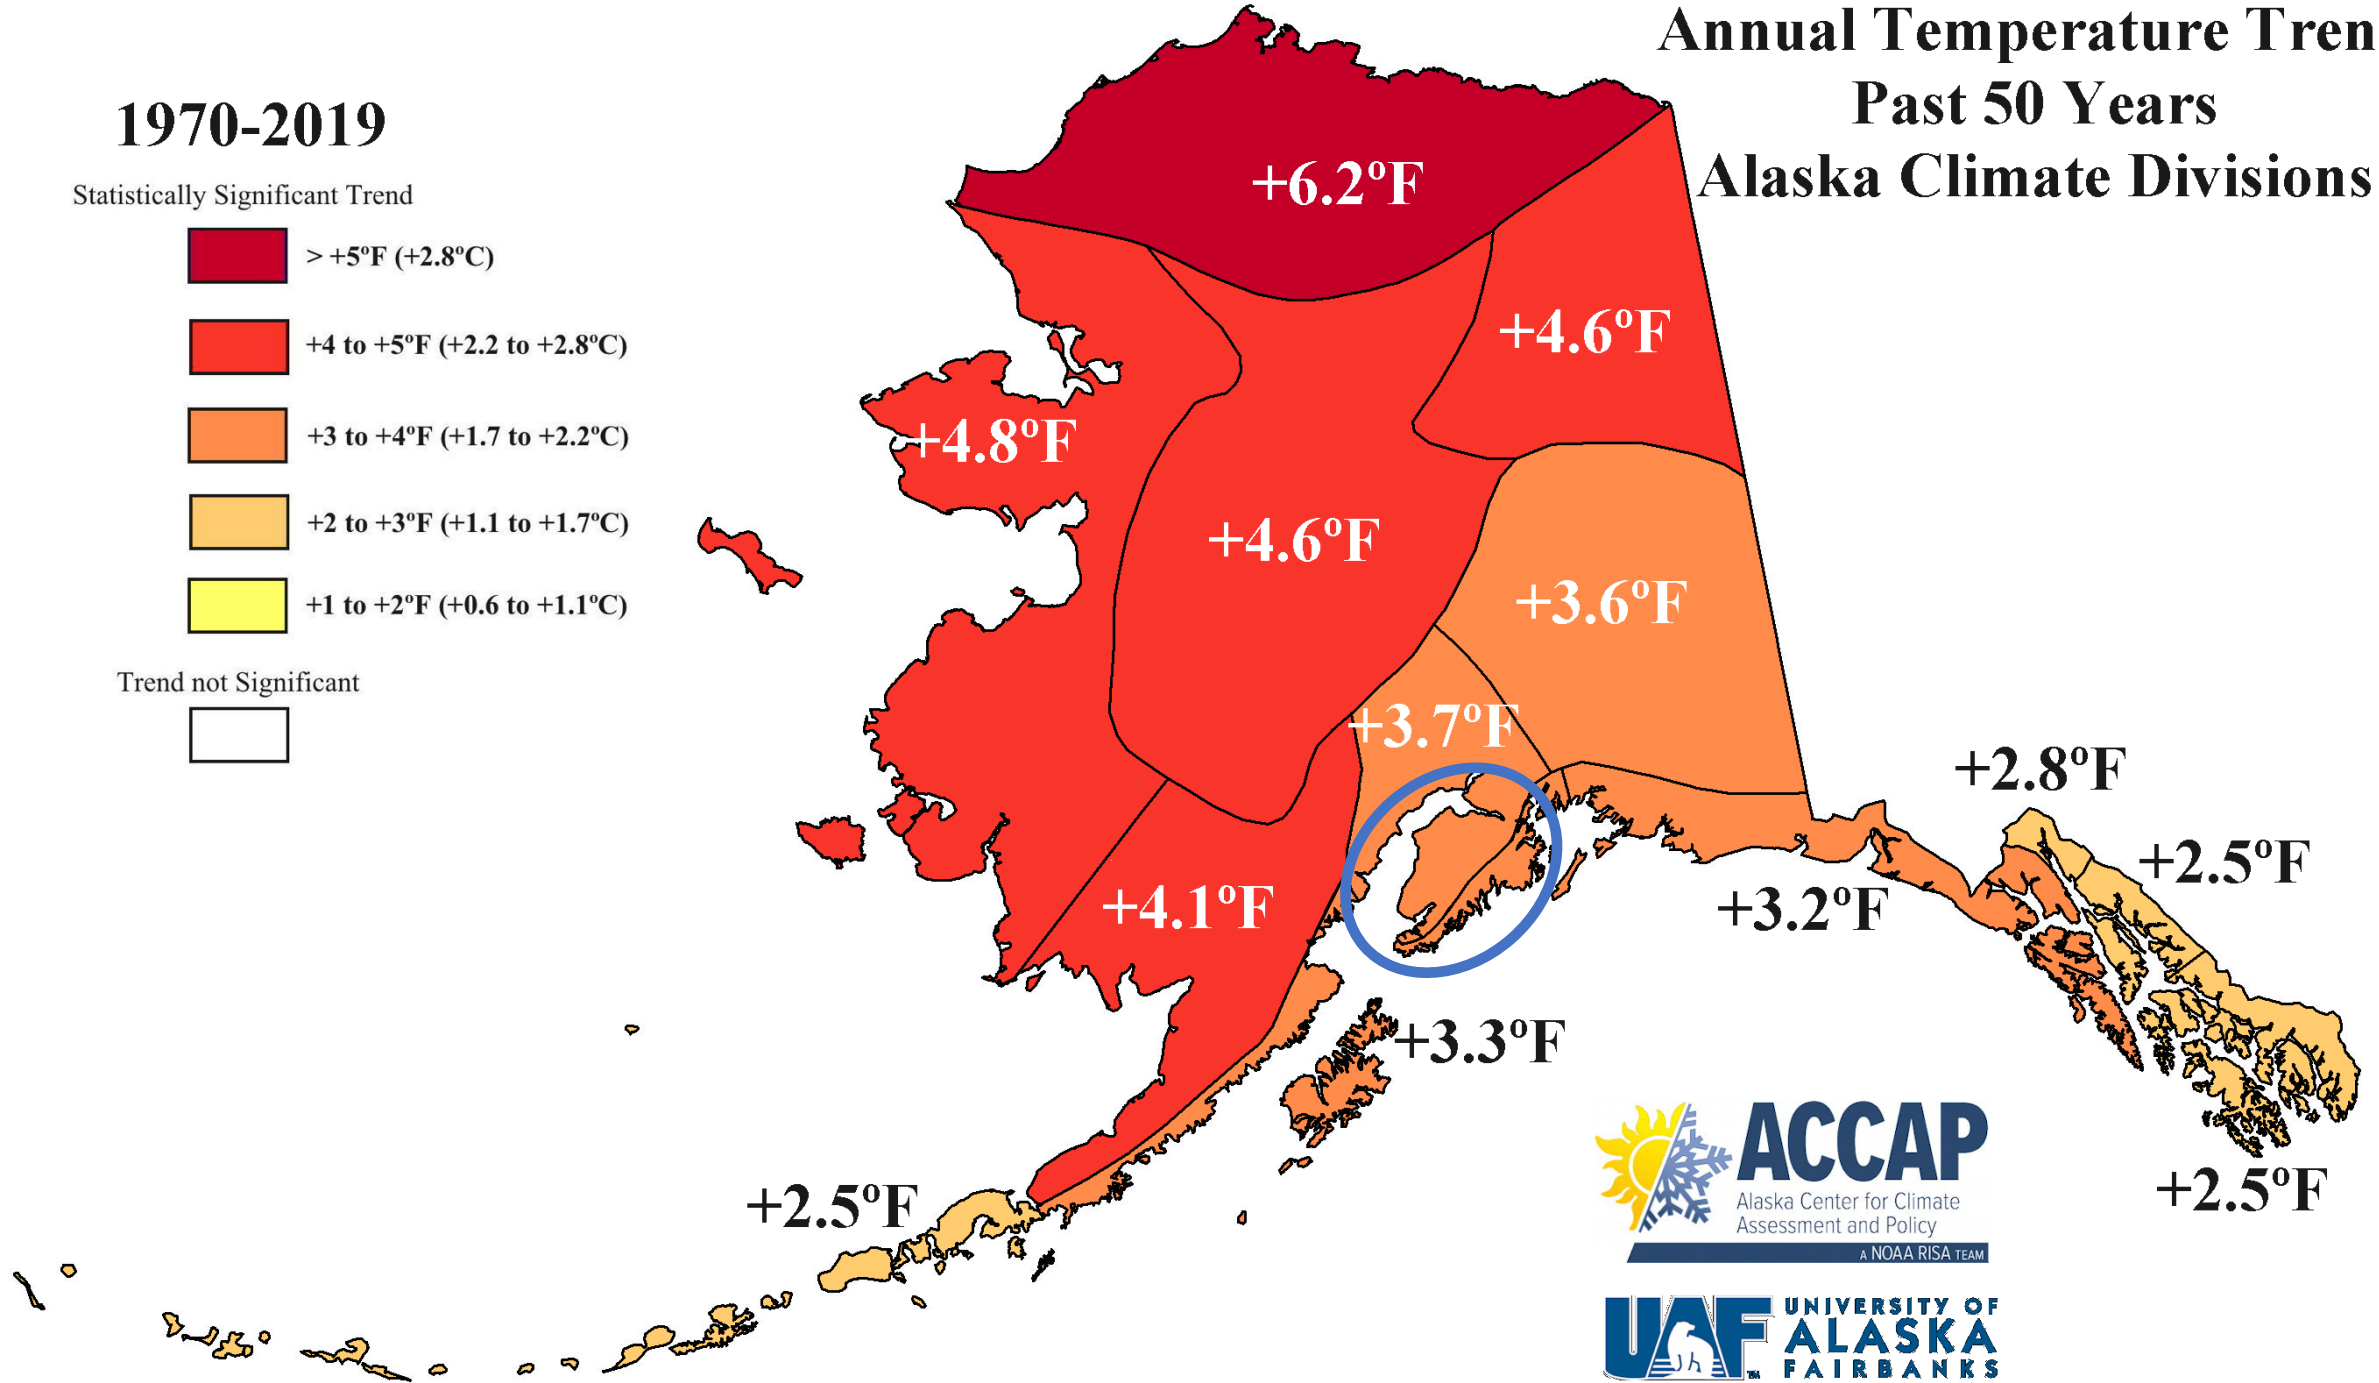 Annual Temperature Tren
Past 50 Years
Alaska Climate Divisions
1970-2019
Statistically Significant Trend
> +5ºF (+2.8ºC)
+4 to +5ºF (+2.2 to +2.8ºC)
+3 to +4ºF (+1.7 to +2.2ºC)
+2 to +3ºF (+1.1 to +1.7ºC)
+1 to +2ºF (+0.6 to +1.1ºC)
Trend not Significant
+6.2ºF
+4.6ºF
+4.8ºF
+4.6ºF
+3.6ºF
+3.7ºF
+2.8ºF
+2.5ºF
+4.1ºF
+3.2ºF
+3.3ºF
+2.5ºF
+2.5ºF
ACCAP
Alaska Center for Climate
Assessment and Policy
A NOAA RISA TEAM
UAF
UNIVERSITY OF
ALASKA
FAIRBANKS